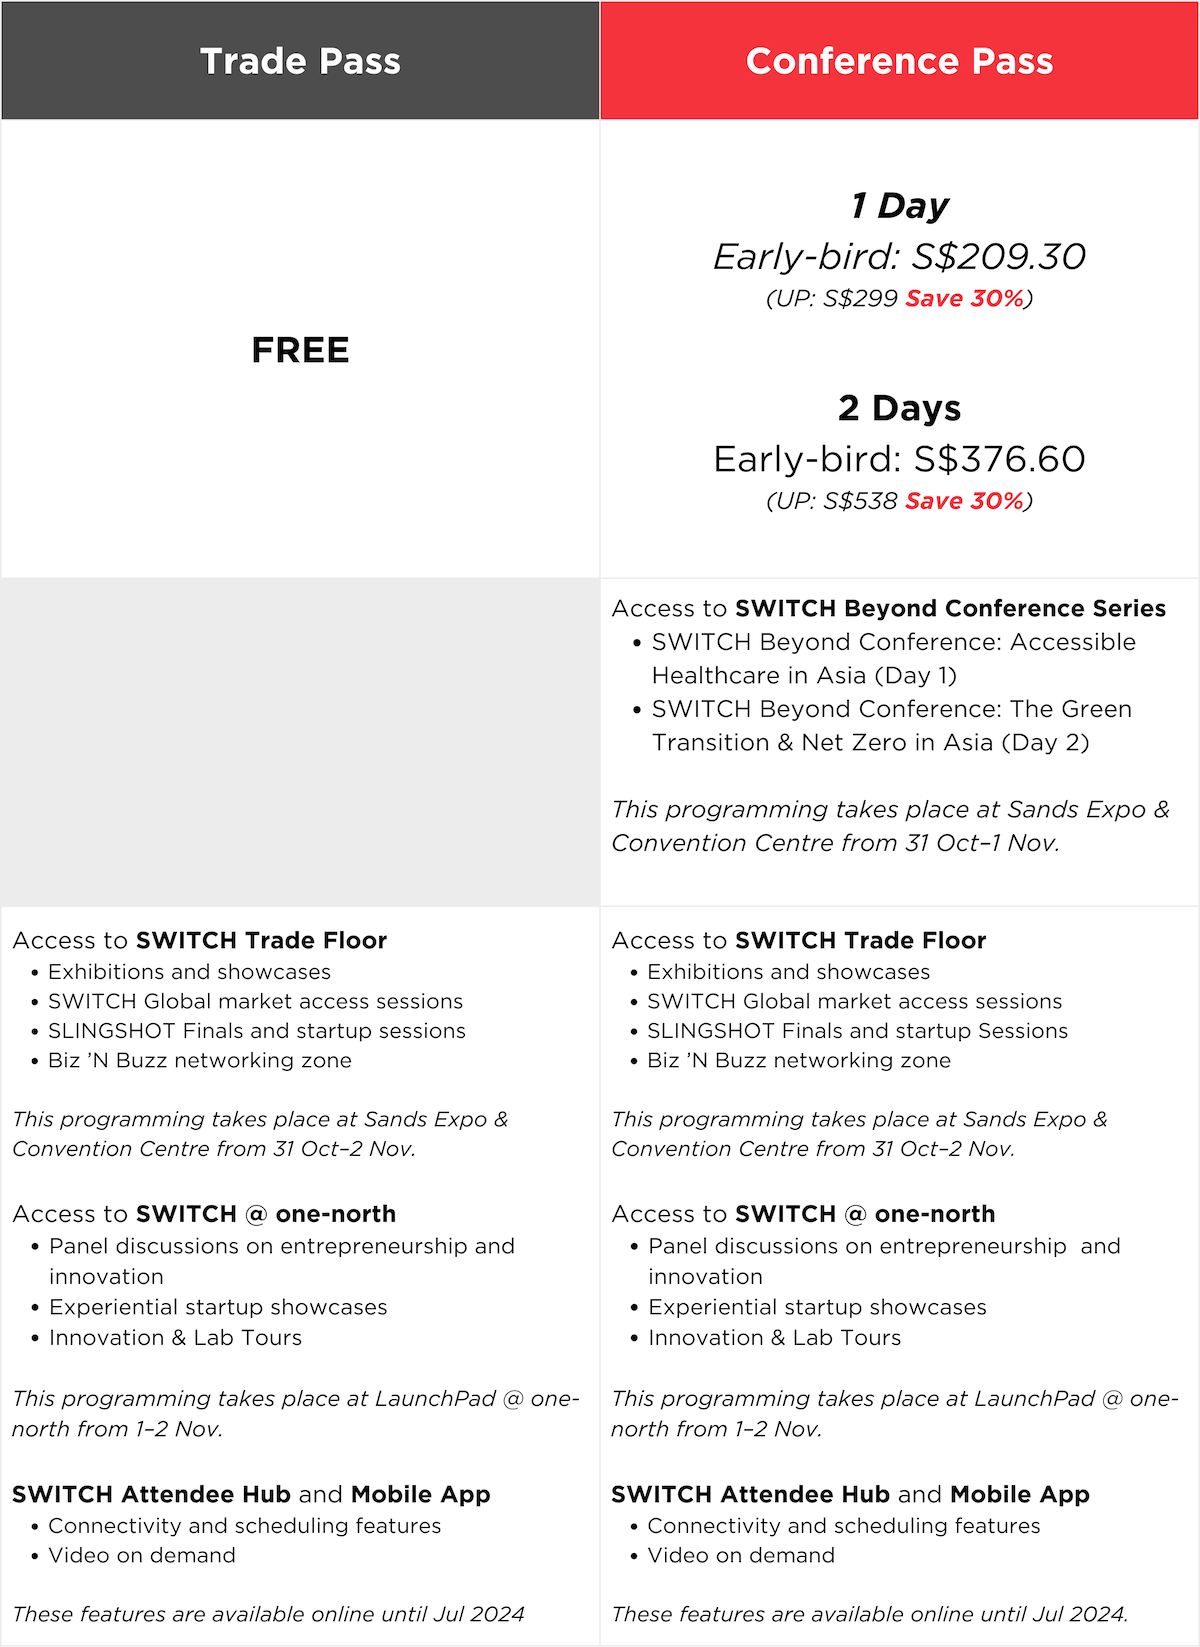 Trade Pass
Conference Pass
FREE
1 Day
Early-bird: S$209.30
(UP: S$299 Save 30%)
2 Days
Early-bird: S$376.60
(UP: S$538 Save 30%)
Access to SWITCH Beyond Conference Series
• SWITCH Beyond Conference: Accessible
Healthcare in Asia (Day 1)
• SWITCH Beyond Conference: The Green
Transition & Net Zero in Asia (Day 2)
This programming takes place at Sands Expo &
Convention Centre from 31 Oct–1 Nov.
Access to SWITCH Trade Floor
• Exhibitions and showcases
• SWITCH Global market access sessions
• SLINGSHOT Finals and startup sessions
• Biz ’N Buzz networking zone
This programming takes place at Sands Expo &
Convention Centre from 31 Oct–2 Nov.
Access to SWITCH @ one-north
• Panel discussions on entrepreneurship and
innovation
• Experiential startup showcases
• Innovation & Lab Tours
This programming takes place at LaunchPad @ one-
north from 1–2 Nov.
SWITCH Attendee Hub and Mobile App
• Connectivity and scheduling features
• Video on demand
These features are available online until Jul 2024
Access to SWITCH Trade Floor
• Exhibitions and showcases
• SWITCH Global market access sessions
• SLINGSHOT Finals and startup Sessions
• Biz ’N Buzz networking zone
This programming takes place at Sands Expo &
Convention Centre from 31 Oct–2 Nov.
Access to SWITCH @ one-north
• Panel discussions on entrepreneurship and
innovation
• Experiential startup showcases
• Innovation & Lab Tours
This programming takes place at LaunchPad @ one-
north from 1–2 Nov.
SWITCH Attendee Hub and Mobile App
• Connectivity and scheduling features
• Video on demand
These features are available online until Jul 2024.